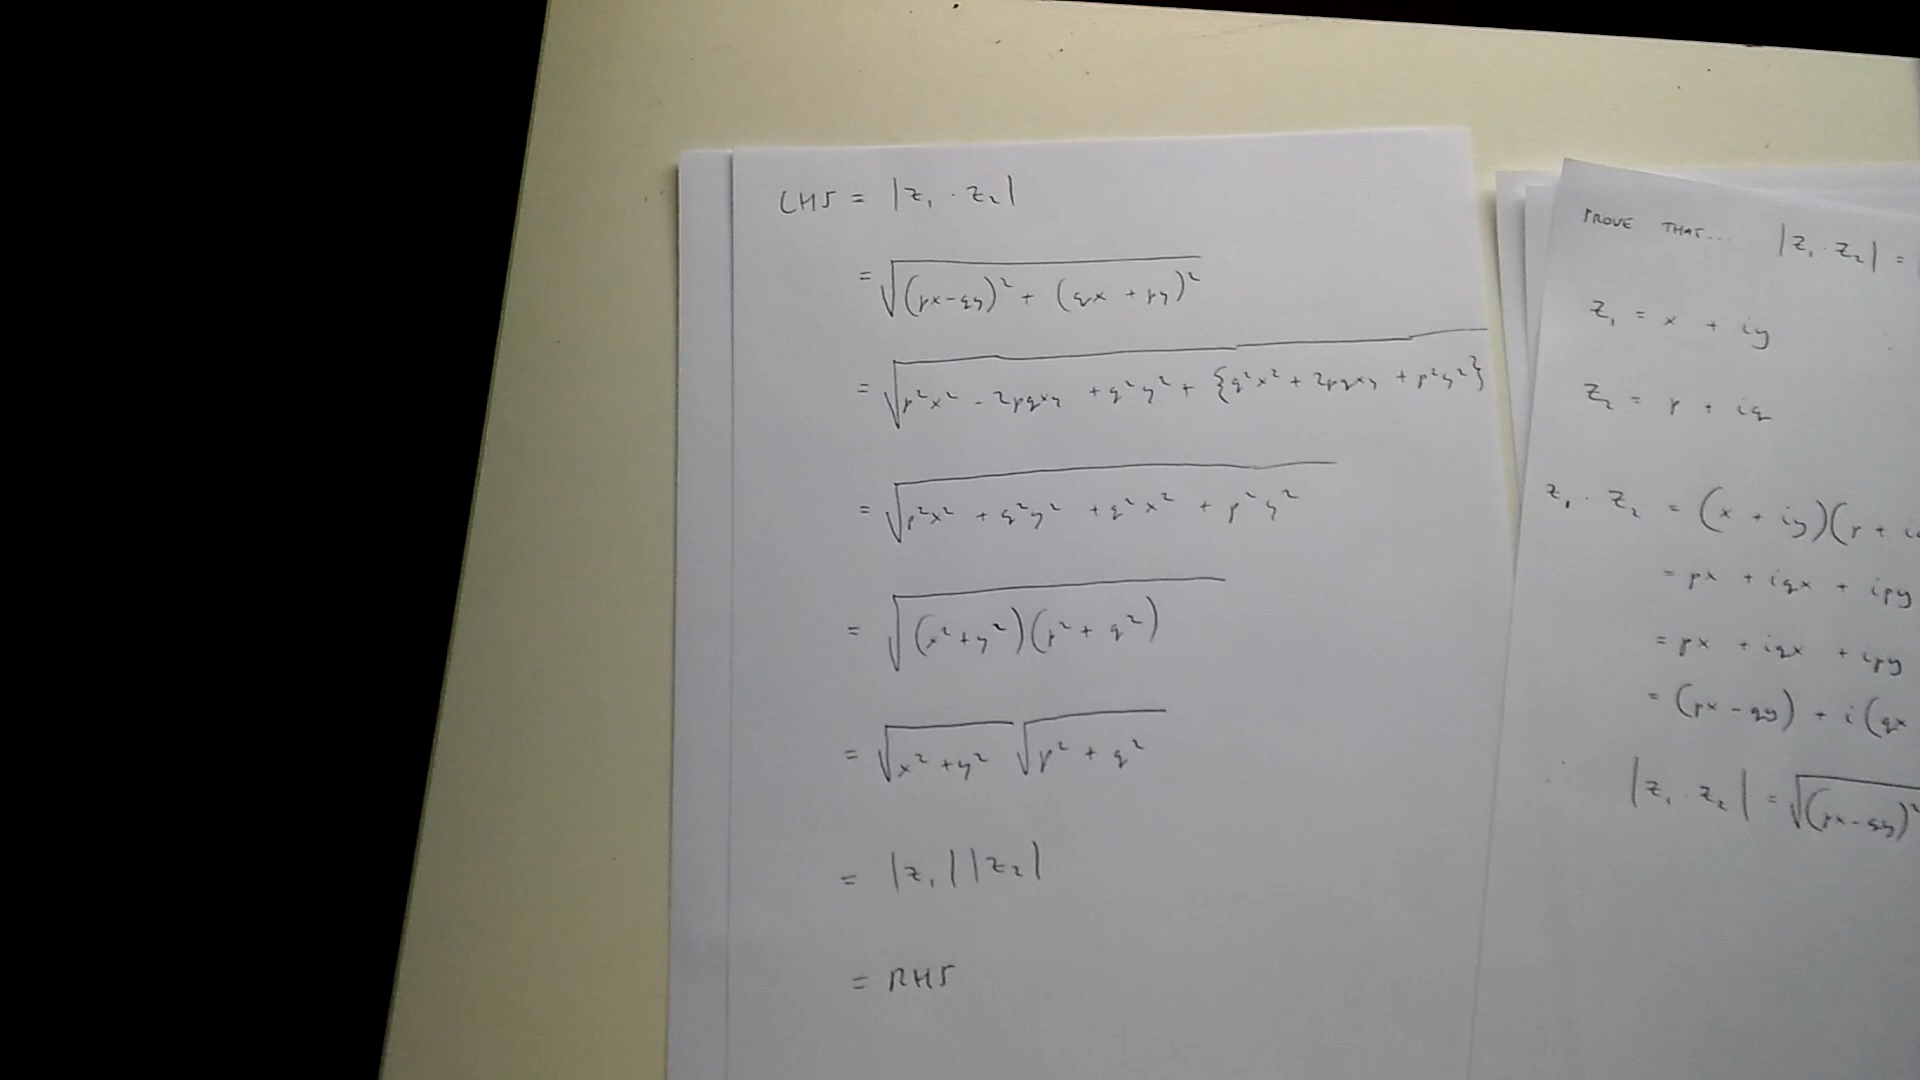 LHS = |z₁ · z₂|
= √((px-qy)² + (qx + py)²)
= √(p²x² - 2pqxy + q²y² + {q²x² + 2pqxy + p²y²})
= √(p²x² + q²y² + q²x² + p²y²)
= √((x²+y²)(p² + q²))
= √(x²+y²) √(p² + q²)
= |z₁||z₂|
= RHS
PROVE THAT... |z₁ · z₂| =
z₁ = x + iy
z₂ = p + iq
z₁ · z₂ = (x + iy)(p + i
= px + iqx + ipy
= px + iqx + ipy
= (px - qy) + i(qx
∴ |z₁ · z₂| = √((px-qy)²